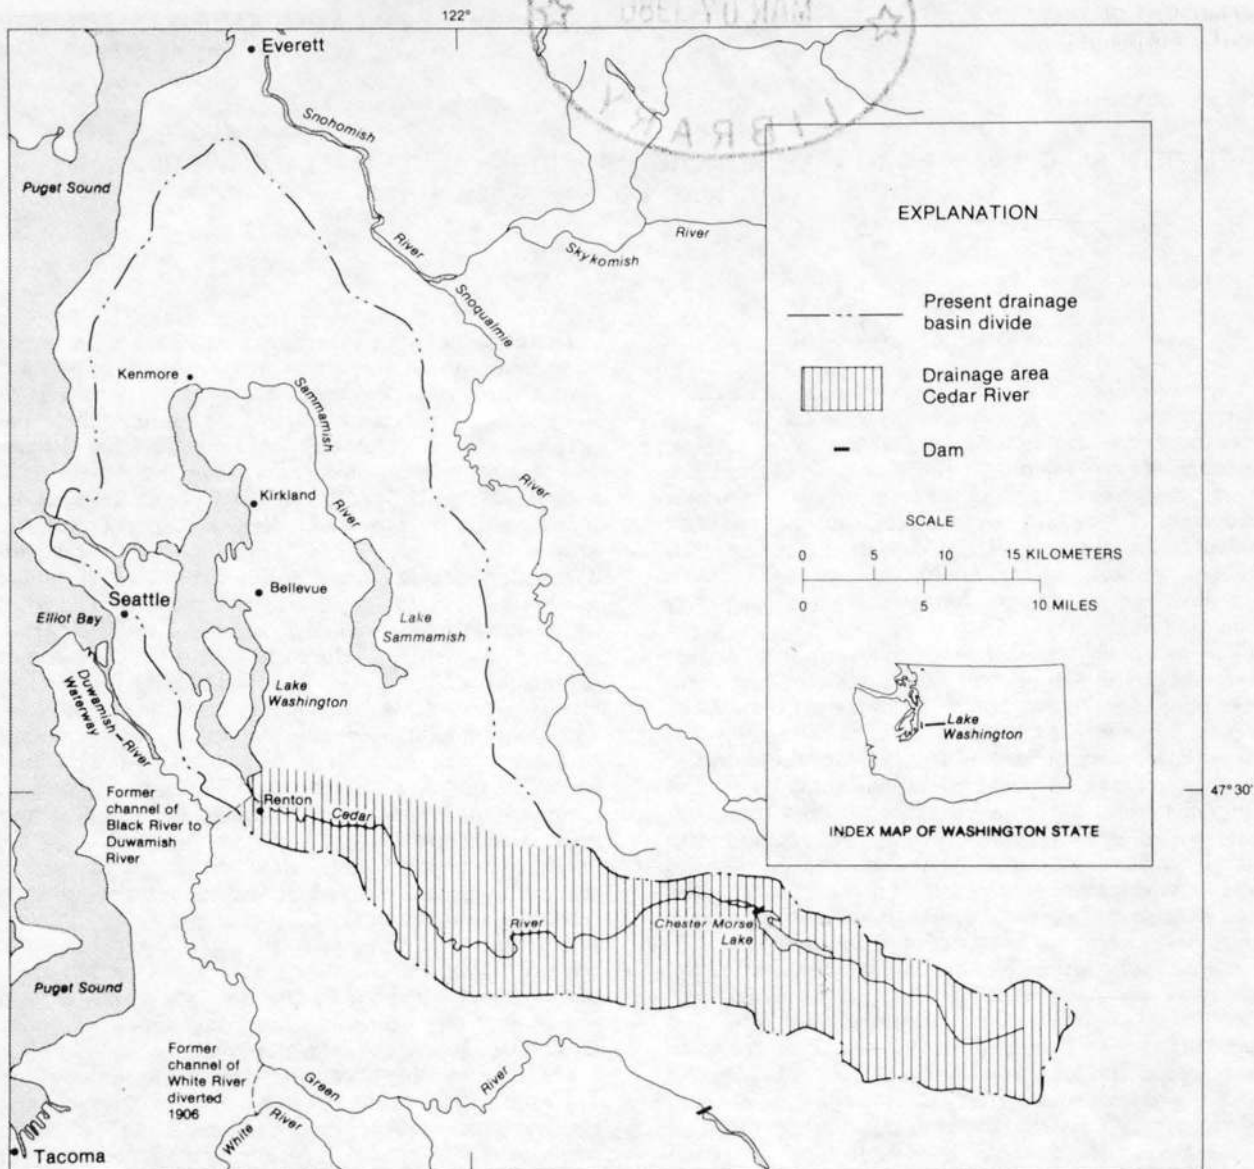 122°
MAR 07 1980
LIBRARY
Everett
Snohomish
River
Puget Sound
Skykomish
River
Snoqualmie
River
Kenmore
Sammamish
River
Kirkland
Bellevue
Seattle
Elliot Bay
Lake
Sammamish
Lake
Washington
Duwamish - River
Waterway
Former
channel of
Black River to
Duwamish
River
Renton
Cedar
River
Chester Morse
Lake
Puget Sound
Former
channel of
White River
diverted
1906
Green
River
White
River
Tacoma
47° 30'
EXPLANATION
Present drainage
basin divide
Drainage area
Cedar River
Dam
SCALE
0 5 10 15 KILOMETERS
0 5 10 MILES
Lake
Washington
INDEX MAP OF WASHINGTON STATE